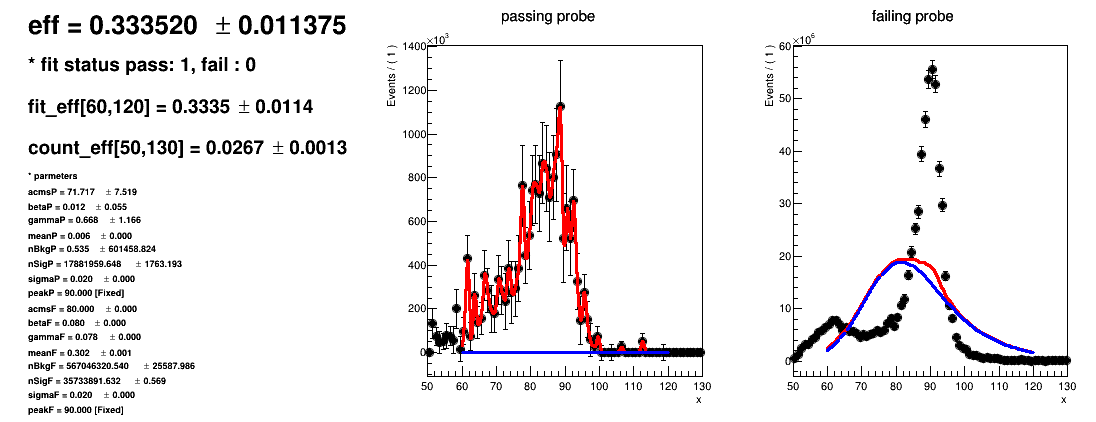 eff = 0.333520 ± 0.011375
* fit status pass: 1, fail : 0
fit_eff[60,120] = 0.3335 ± 0.0114
count_eff[50,130] = 0.0267 ± 0.0013
* parmeters
acmsP = 71.717 ± 7.519
betaP = 0.012 ± 0.055
gammaP = 0.668 ± 1.166
meanP = 0.006 ± 0.000
nBkgP = 0.535 ± 601458.824
nSigP = 17881959.648 ± 1763.193
sigmaP = 0.020 ± 0.000
peakP = 90.000 [Fixed]
acmsF = 80.000 ± 0.000
betaF = 0.080 ± 0.000
gammaF = 0.078 ± 0.000
meanF = 0.302 ± 0.001
nBkgF = 567046320.540 ± 25587.986
nSigF = 35733891.632 ± 0.569
sigmaF = 0.020 ± 0.000
peakF = 90.000 [Fixed]
passing probe
×10³
Events / ( 1 )
1400
1200
1000
800
600
400
200
0
50 60 70 80 90 100 110 120 130
x
failing probe
×10⁶
Events / ( 1 )
60
50
40
30
20
10
0
50 60 70 80 90 100 110 120 130
x